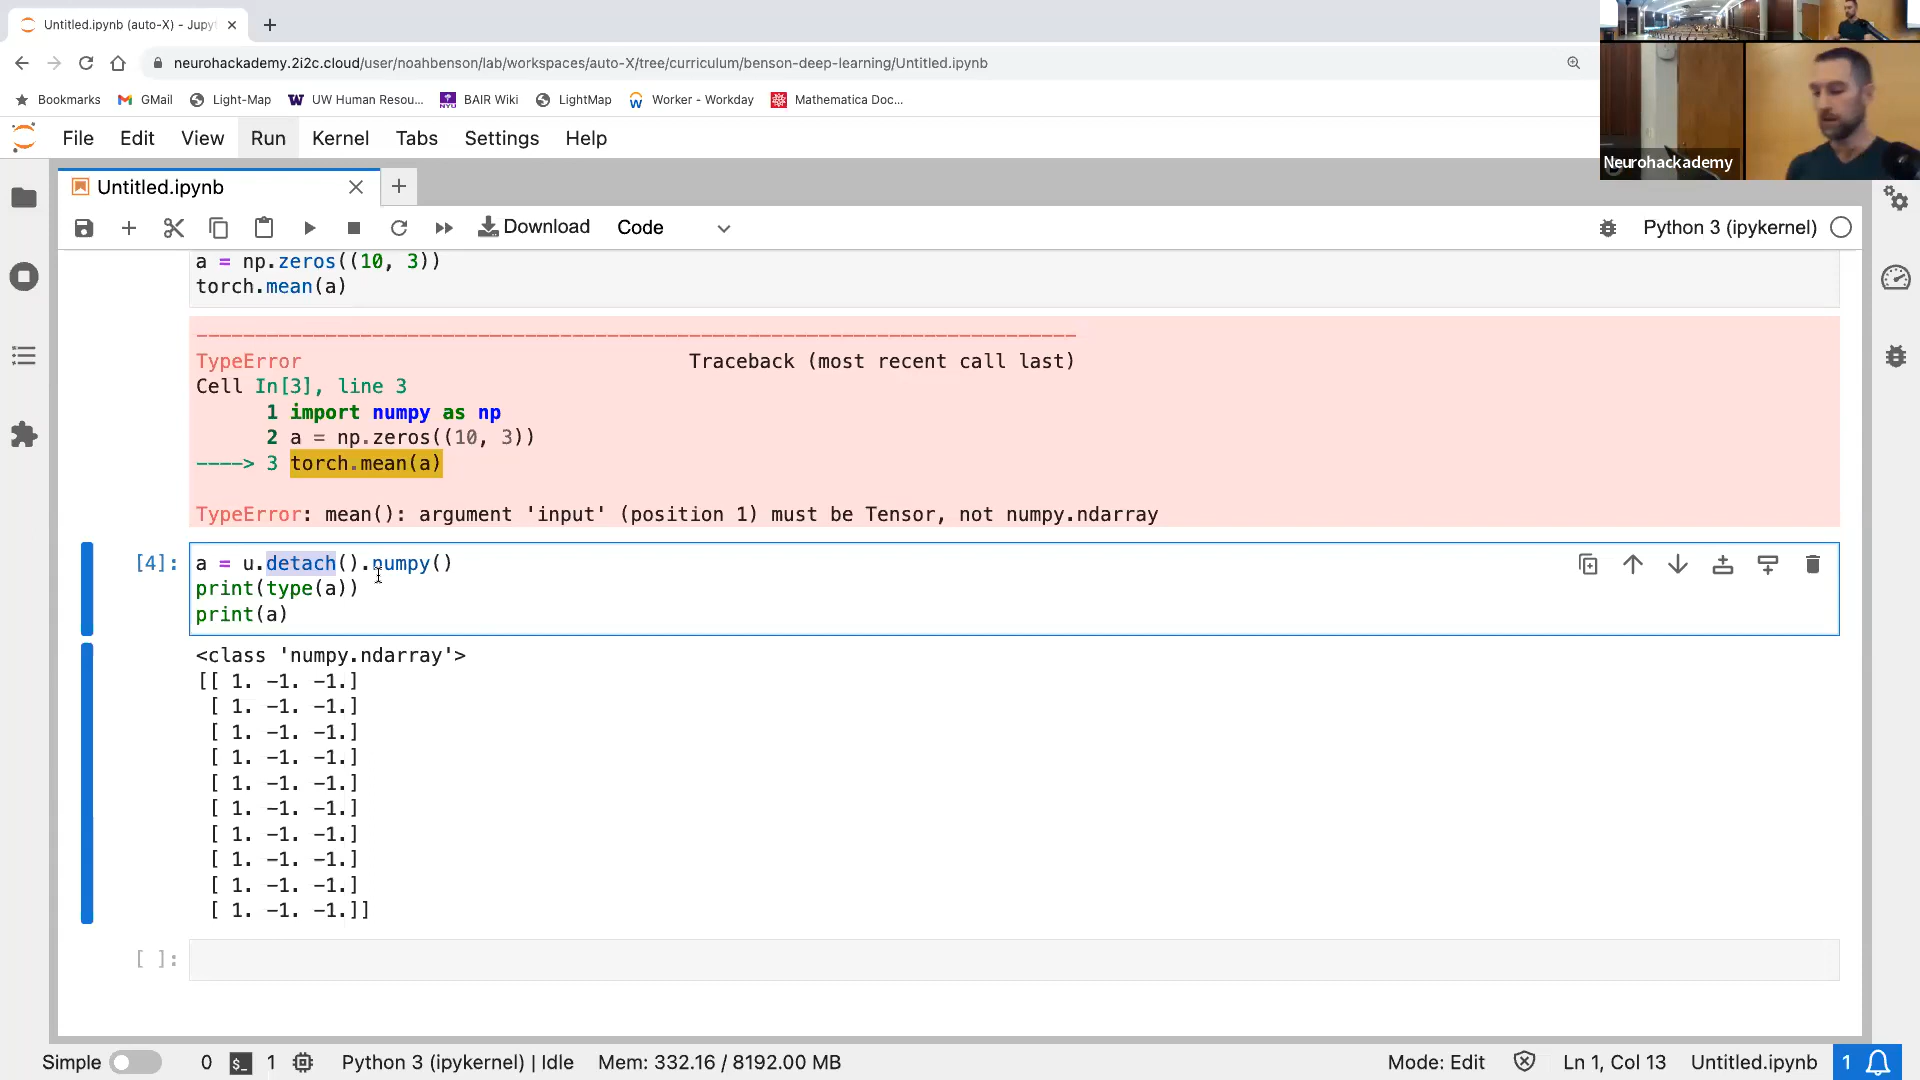 Untitled.ipynb (auto-X) - Jupyt
neurohackademy.2i2c.cloud/user/noahbenson/lab/workspaces/auto-X/tree/curriculum/benson-deep-learning/Untitled.ipynb
Bookmarks GMail Light-Map UW Human Resou... BAIR Wiki LightMap Worker - Workday Mathematica Doc...
Neurohackademy
File Edit View Run Kernel Tabs Settings Help
Untitled.ipynb
Download Code Python 3 (ipykernel)
a = np.zeros((10, 3))
torch.mean(a)
---------------------------------------------------------------------------
TypeError Traceback (most recent call last)
Cell In[3], line 3
1 import numpy as np
2 a = np.zeros((10, 3))
----> 3 torch.mean(a)
TypeError: mean(): argument 'input' (position 1) must be Tensor, not numpy.ndarray
[4]: a = u.detach().numpy()
print(type(a))
print(a)
<class 'numpy.ndarray'>
[[ 1. -1. -1.]
[ 1. -1. -1.]
[ 1. -1. -1.]
[ 1. -1. -1.]
[ 1. -1. -1.]
[ 1. -1. -1.]
[ 1. -1. -1.]
[ 1. -1. -1.]
[ 1. -1. -1.]
[ 1. -1. -1.]]
[ ]:
Simple 0 $_ 1 Python 3 (ipykernel) | Idle Mem: 332.16 / 8192.00 MB Mode: Edit Ln 1, Col 13 Untitled.ipynb 1